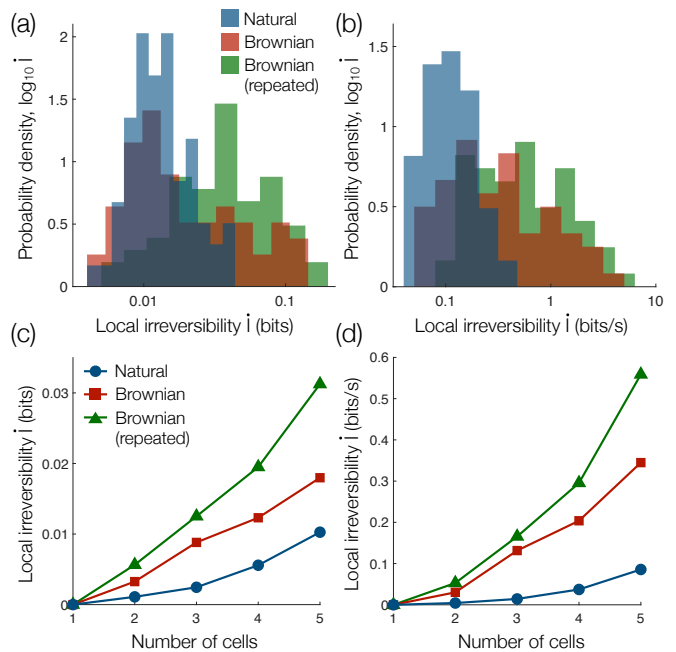 (a)
Natural
Brownian
Brownian
(repeated)
Probability density, log₁₀ İ
2
1.5
1
0.5
0
0.01
0.1
Local irreversibility İ (bits)
(b)
Probability density, log₁₀ İ
1.5
1
0.5
0
0.1
1
10
Local irreversibility İ (bits/s)
(c)
Natural
Brownian
Brownian
(repeated)
Local irreversibility İ (bits)
0.03
0.02
0.01
0
1
2
3
4
5
Number of cells
(d)
Local irreversibility İ (bits/s)
0.6
0.5
0.4
0.3
0.2
0.1
0
1
2
3
4
5
Number of cells